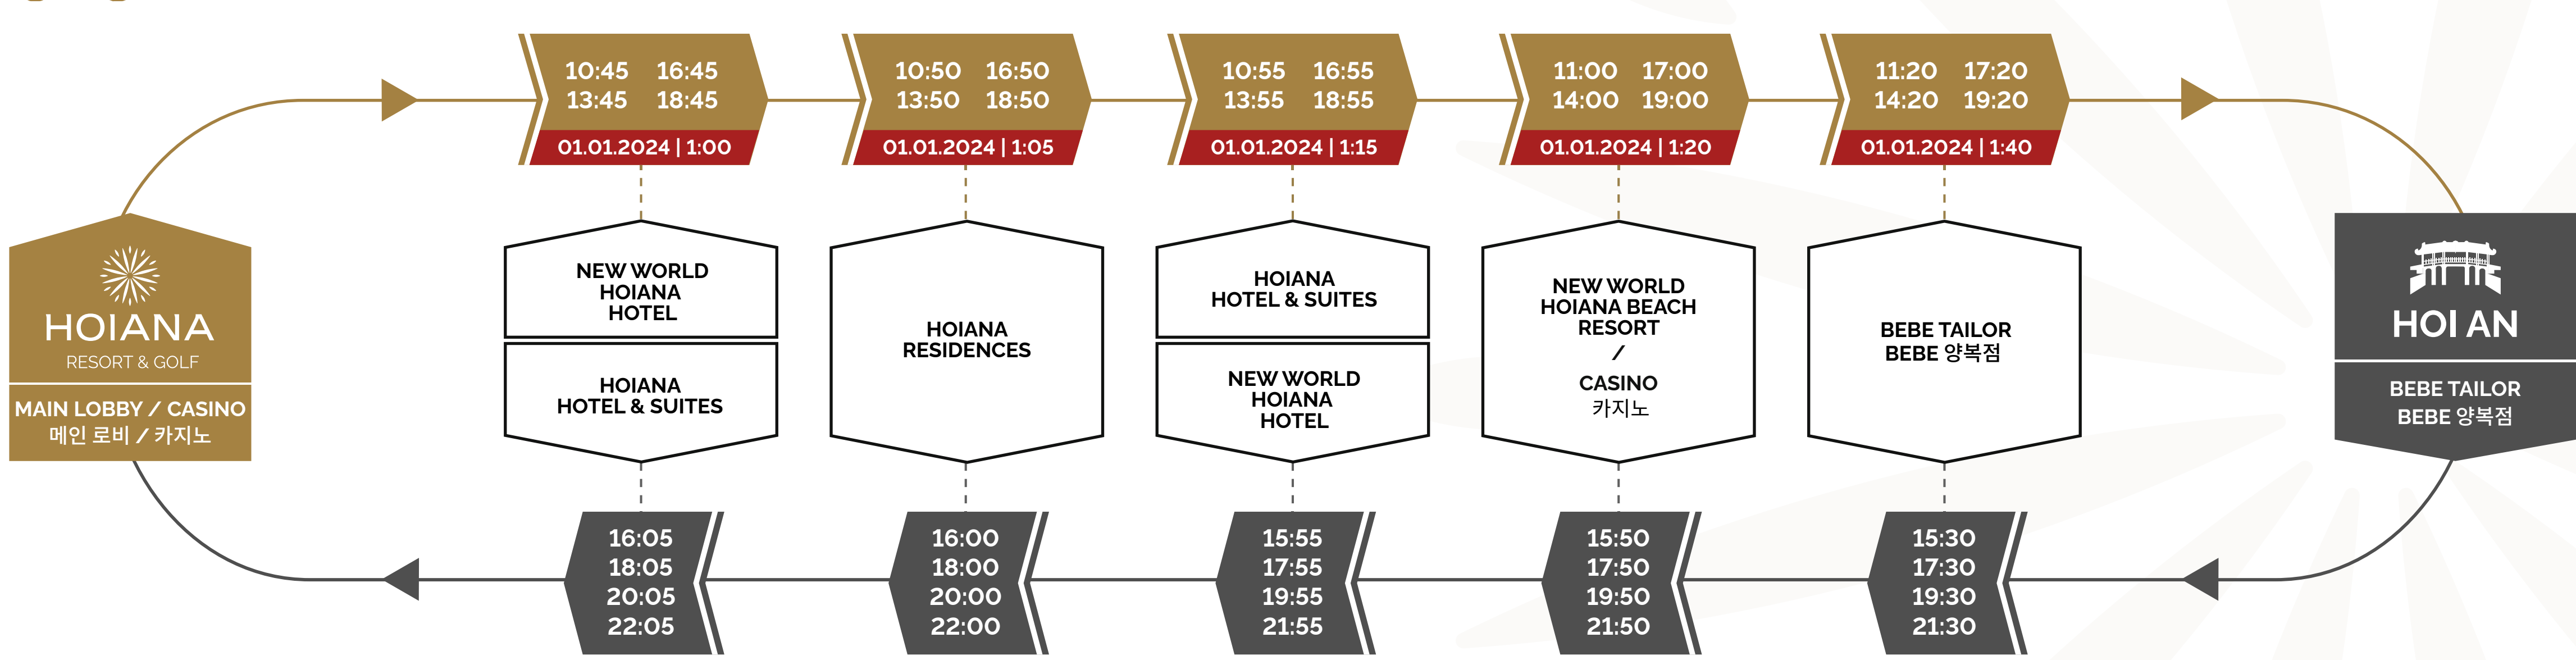 10:45 16:45
13:45 18:45
01.01.2024 | 1:00
10:50 16:50
13:50 18:50
01.01.2024 | 1:05
10:55 16:55
13:55 18:55
01.01.2024 | 1:15
11:00 17:00
14:00 19:00
01.01.2024 | 1:20
11:20 17:20
14:20 19:20
01.01.2024 | 1:40
HOIANA
RESORT & GOLF
MAIN LOBBY / CASINO
메인 로비 / 카지노
NEW WORLD
HOIANA
HOTEL
HOIANA
HOTEL & SUITES
HOIANA
RESIDENCES
HOIANA
HOTEL & SUITES
NEW WORLD
HOIANA
HOTEL
NEW WORLD
HOIANA BEACH
RESORT
/
CASINO
카지노
BEBE TAILOR
BEBE 양복점
HOI AN
BEBE TAILOR
BEBE 양복점
16:05
18:05
20:05
22:05
16:00
18:00
20:00
22:00
15:55
17:55
19:55
21:55
15:50
17:50
19:50
21:50
15:30
17:30
19:30
21:30